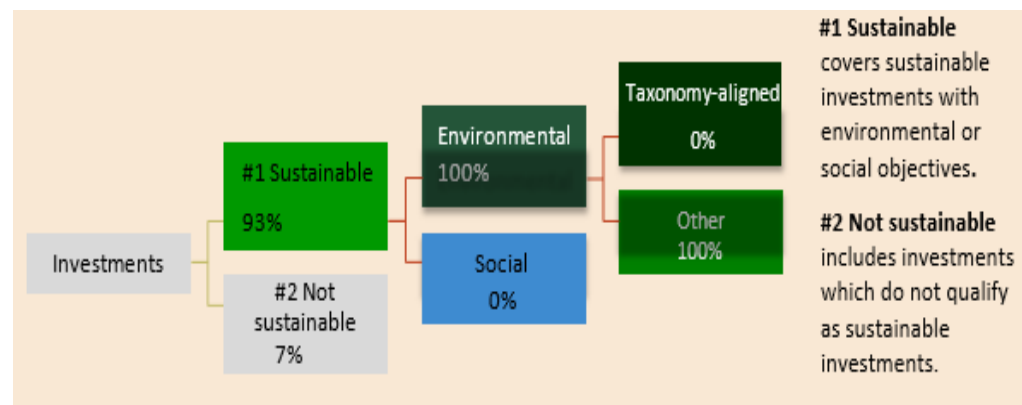 Investments
#1 Sustainable
93%
#2 Not
sustainable
7%
Environmental
100%
Social
0%
Taxonomy-aligned
0%
Other
100%
#1 Sustainable
covers sustainable
investments with
environmental or
social objectives.
#2 Not sustainable
includes investments
which do not qualify
as sustainable
investments.